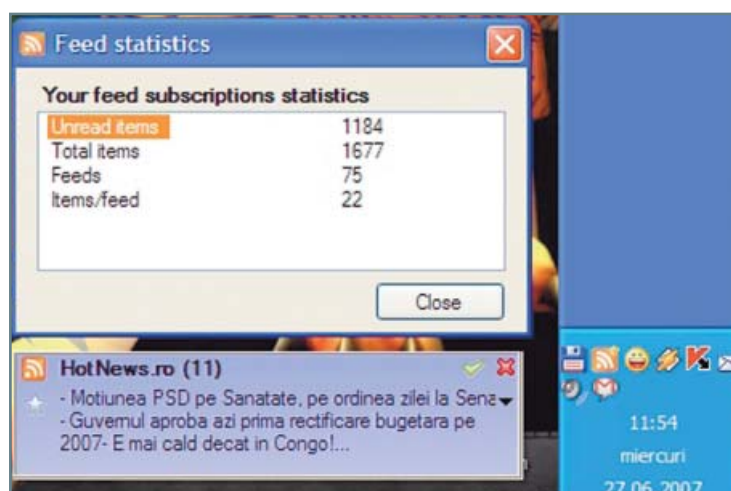 Feed statistics
Your feed subscriptions statistics
Unread items 1184
Total items 1677
Feeds 75
Items/feed 22
Close
HotNews.ro (11)
- Motiunea PSD pe Sanatate, pe ordinea zilei la Sena
- Guvernul aproba azi prima rectificare bugetara pe
2007- E mai cald decat in Congo!...
11:54
miercuri
27.06.2007